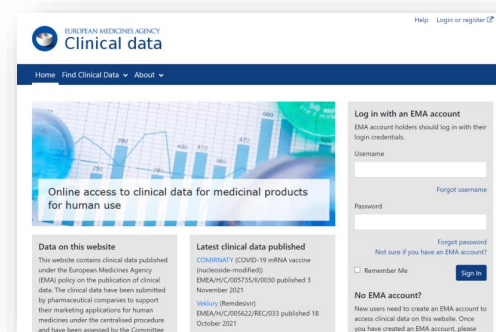 Help Login or register
EUROPEAN MEDICINES AGENCY
Clinical data
Home Find Clinical Data About
Online access to clinical data for medicinal products
for human use
Data on this website
This website contains clinical data published
under the European Medicines Agency
(EMA) policy on the publication of clinical
data. The clinical data have been submitted
by pharmaceutical companies to support
their marketing applications for human
medicines under the centralised procedure
and have been assessed by the Committee
Latest clinical data published
COMIRNATY (COVID-19 mRNA vaccine
(nucleoside-modified))
EMEA/H/C/005735/II/0030 published 3
November 2021
Veklury (Remdesivir)
EMEA/H/C/005622/REC/033 published 18
October 2021
Log in with an EMA account
EMA account holders should log in with their
login credentials.
Username
Forgot username
Password
Forgot password
Not sure if you have an EMA account?
Remember Me
Sign In
No EMA account?
New users need to create an EMA account to
access clinical data on this website. Once
you have created an EMA account, please